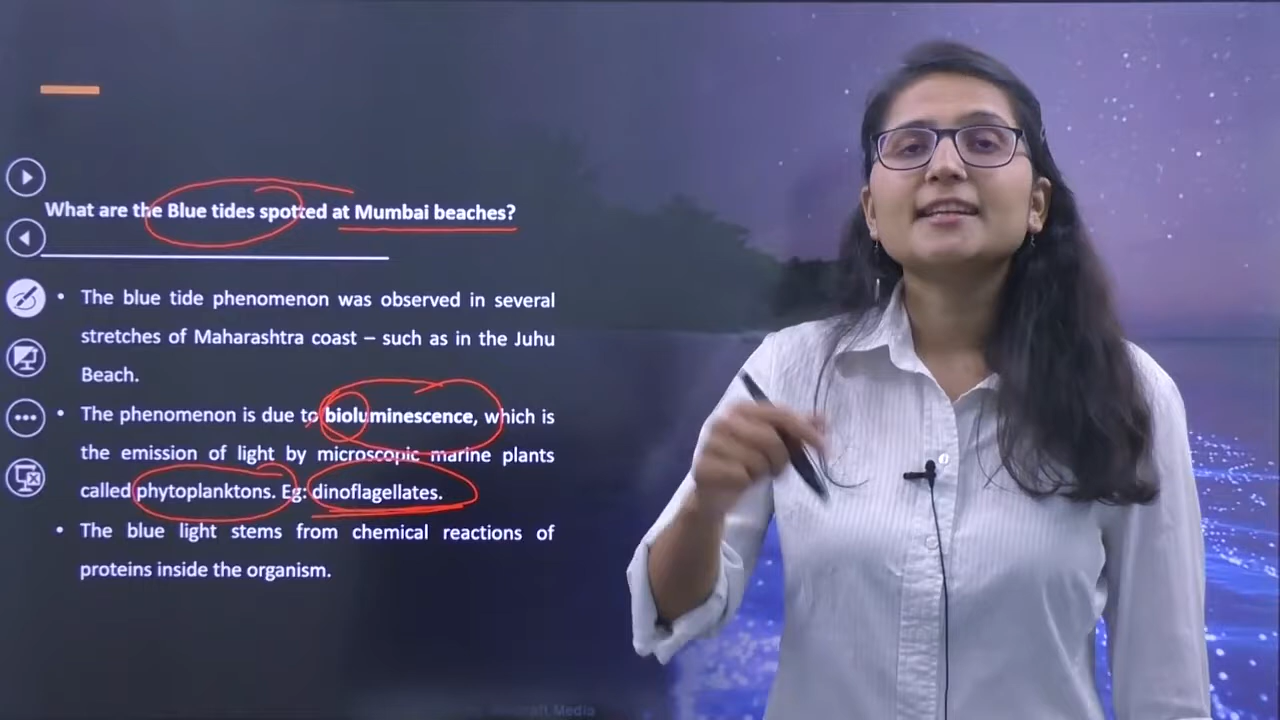 What are the Blue tides spotted at Mumbai beaches?
• The blue tide phenomenon was observed in several
stretches of Maharashtra coast – such as in the Juhu
Beach.
• The phenomenon is due to bioluminescence, which is
the emission of light by microscopic marine plants
called phytoplanktons. Eg: dinoflagellates.
• The blue light stems from chemical reactions of
proteins inside the organism.
Media